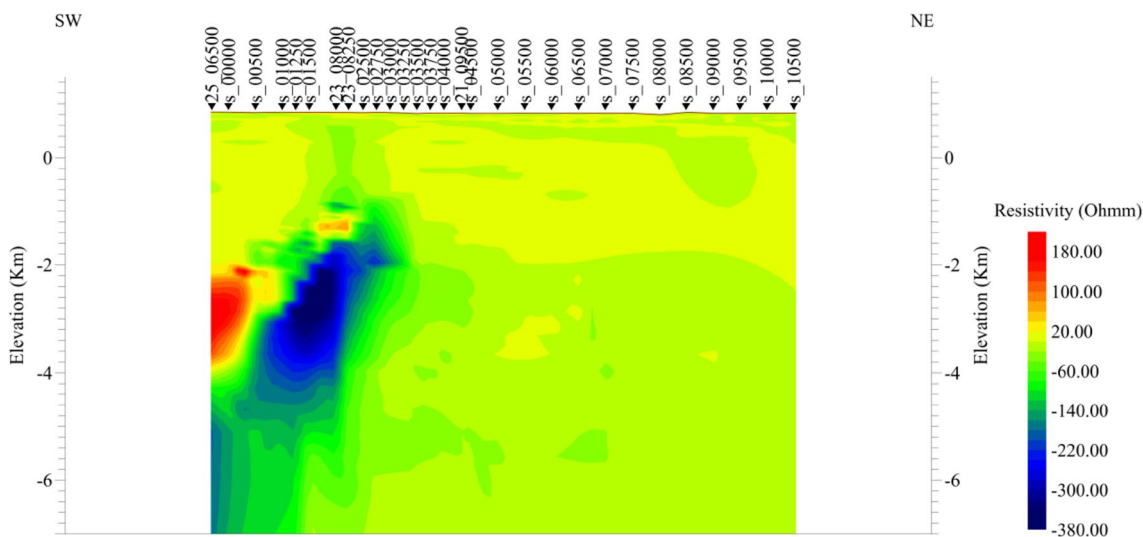 SW
NE
25_06500
s_00000
s_00500
s_01000
s_01250
s_01500
23_08000
23_08250
s_02500
s_02750
s_03000
s_03250
s_03500
s_03750
s_04000
21_09500
s_04500
s_05000
s_05500
s_06000
s_06500
s_07000
s_07500
s_08000
s_08500
s_09000
s_09500
s_10000
s_10500
Elevation (Km)
0
-2
-4
-6
Elevation (Km)
0
-2
-4
-6
Resistivity (Ohmm)
180.00
100.00
20.00
-60.00
-140.00
-220.00
-300.00
-380.00